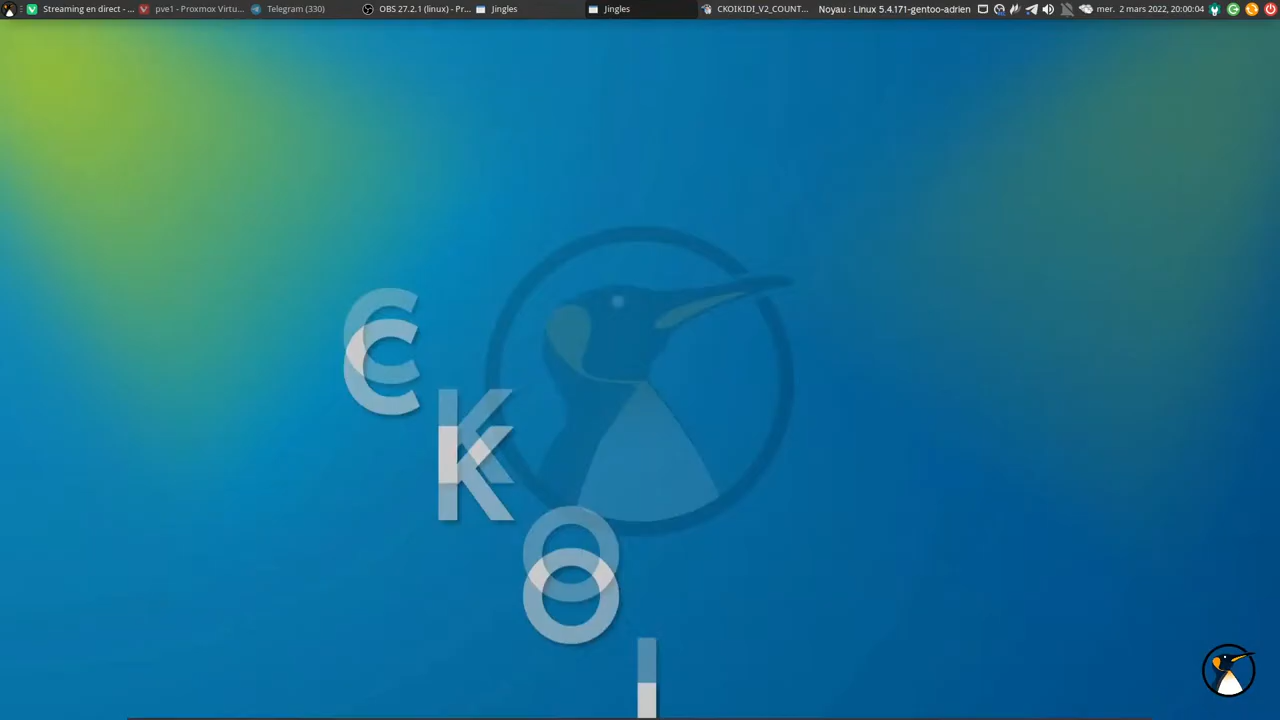 Streaming en direct - ... pve1 - Proxmox Virtu... Telegram (330) OBS 27.2.1 (linux) - Pr... Jingles Jingles CKOIKIDI_V2_COUNT... Noyau : Linux 5.4.171-gentoo-adrien mer. 2 mars 2022, 20:00:04
C
K
O
I